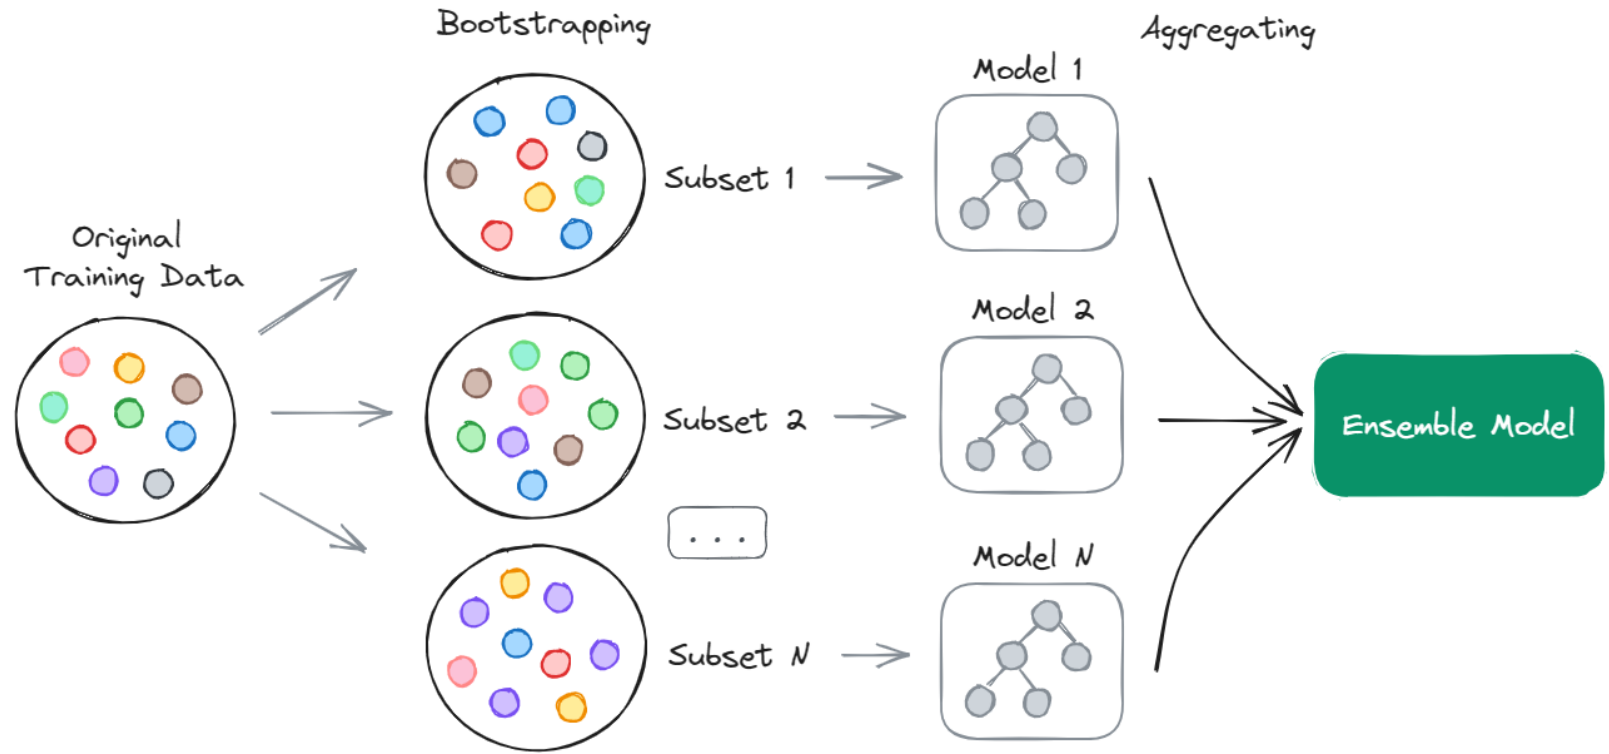 Bootstrapping
Aggregating
Original
Training Data
Subset 1
Model 1
Subset 2
Model 2
. . .
Subset N
Model N
Ensemble Model